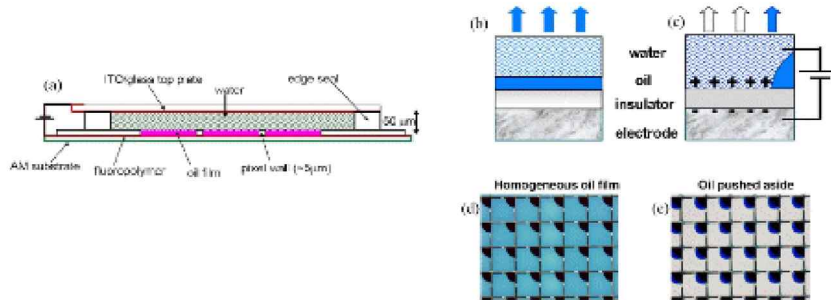 (a)
ITO/glass top plate
water
edge seal
50 μm
AM substrate
fluoropolymer
oil film
pixel wall (~5μm)
(b)
(c)
water
oil
insulator
electrode
Homogeneous oil film
Oil pushed aside
(d)
(e)